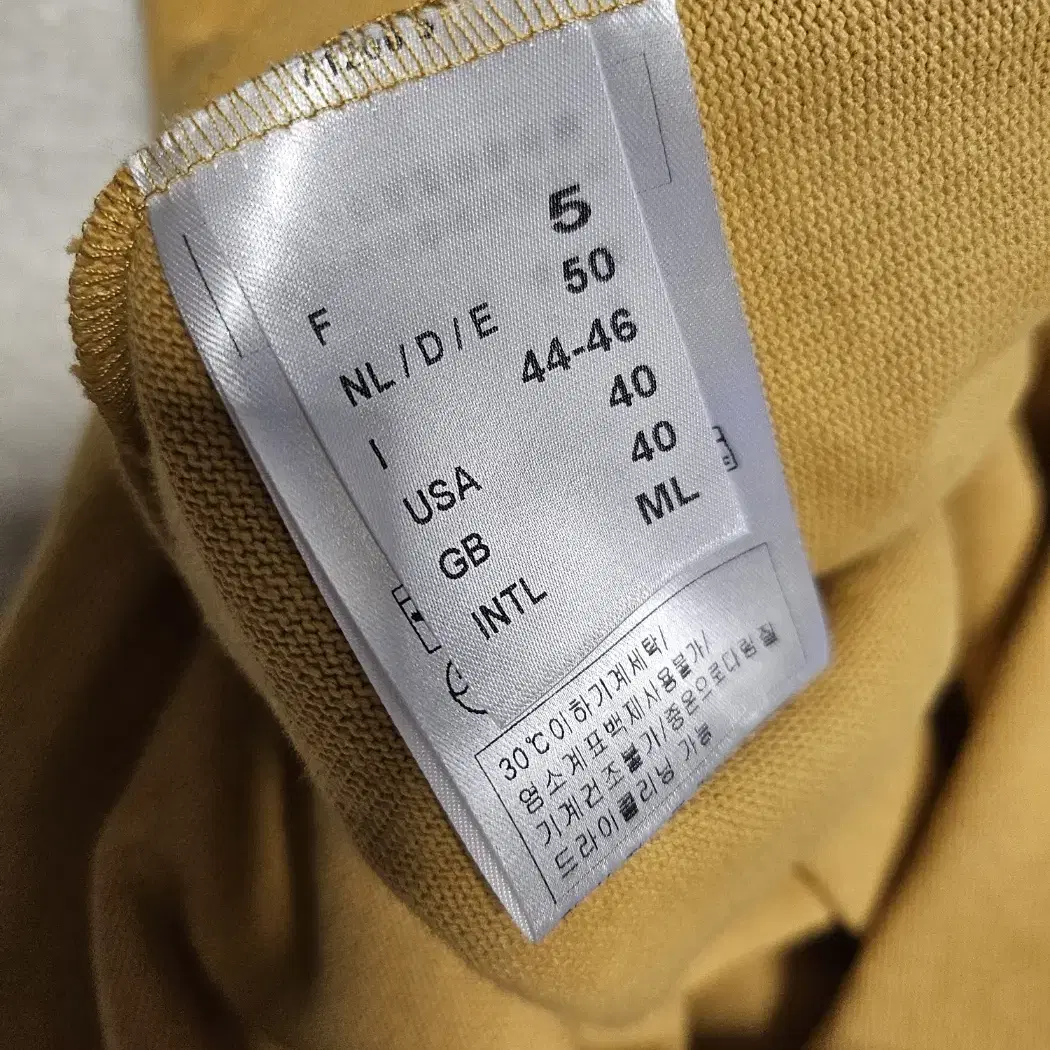 F 5
NL / D / E 50
I 44-46
USA 40
GB 40
INTL ML
30℃이하기계세탁/
염소계표백제사용불가/
기계건조불가/중온으로다림질
드라이클리닝 가능